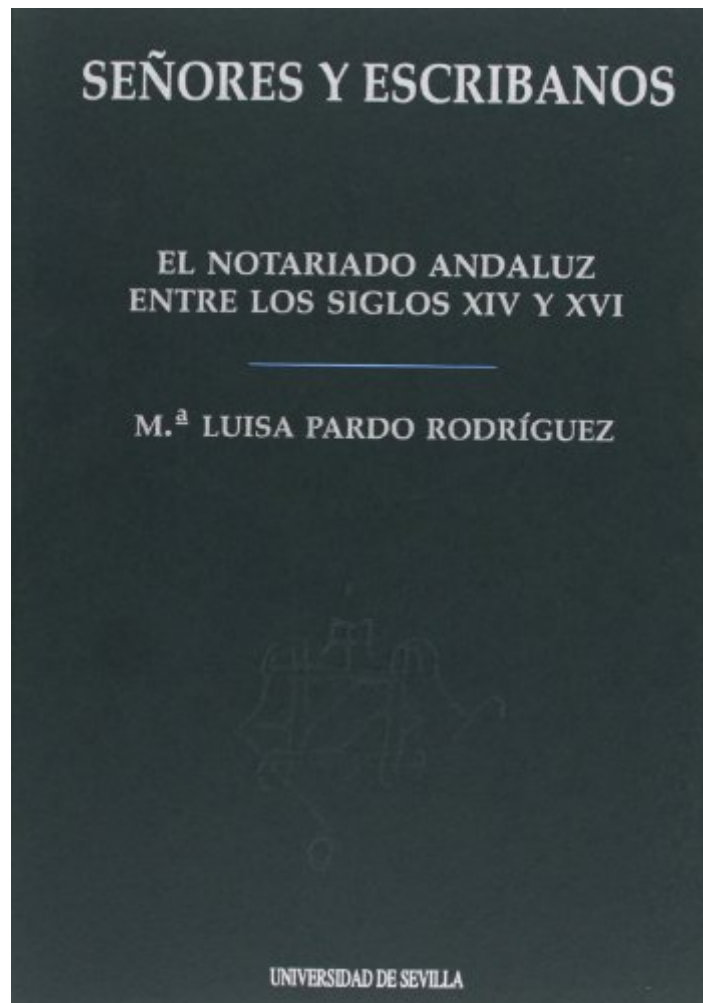 SEÑORES Y ESCRIBANOS
EL NOTARIADO ANDALUZ
ENTRE LOS SIGLOS XIV Y XVI
M.ª LUISA PARDO RODRÍGUEZ
UNIVERSIDAD DE SEVILLA